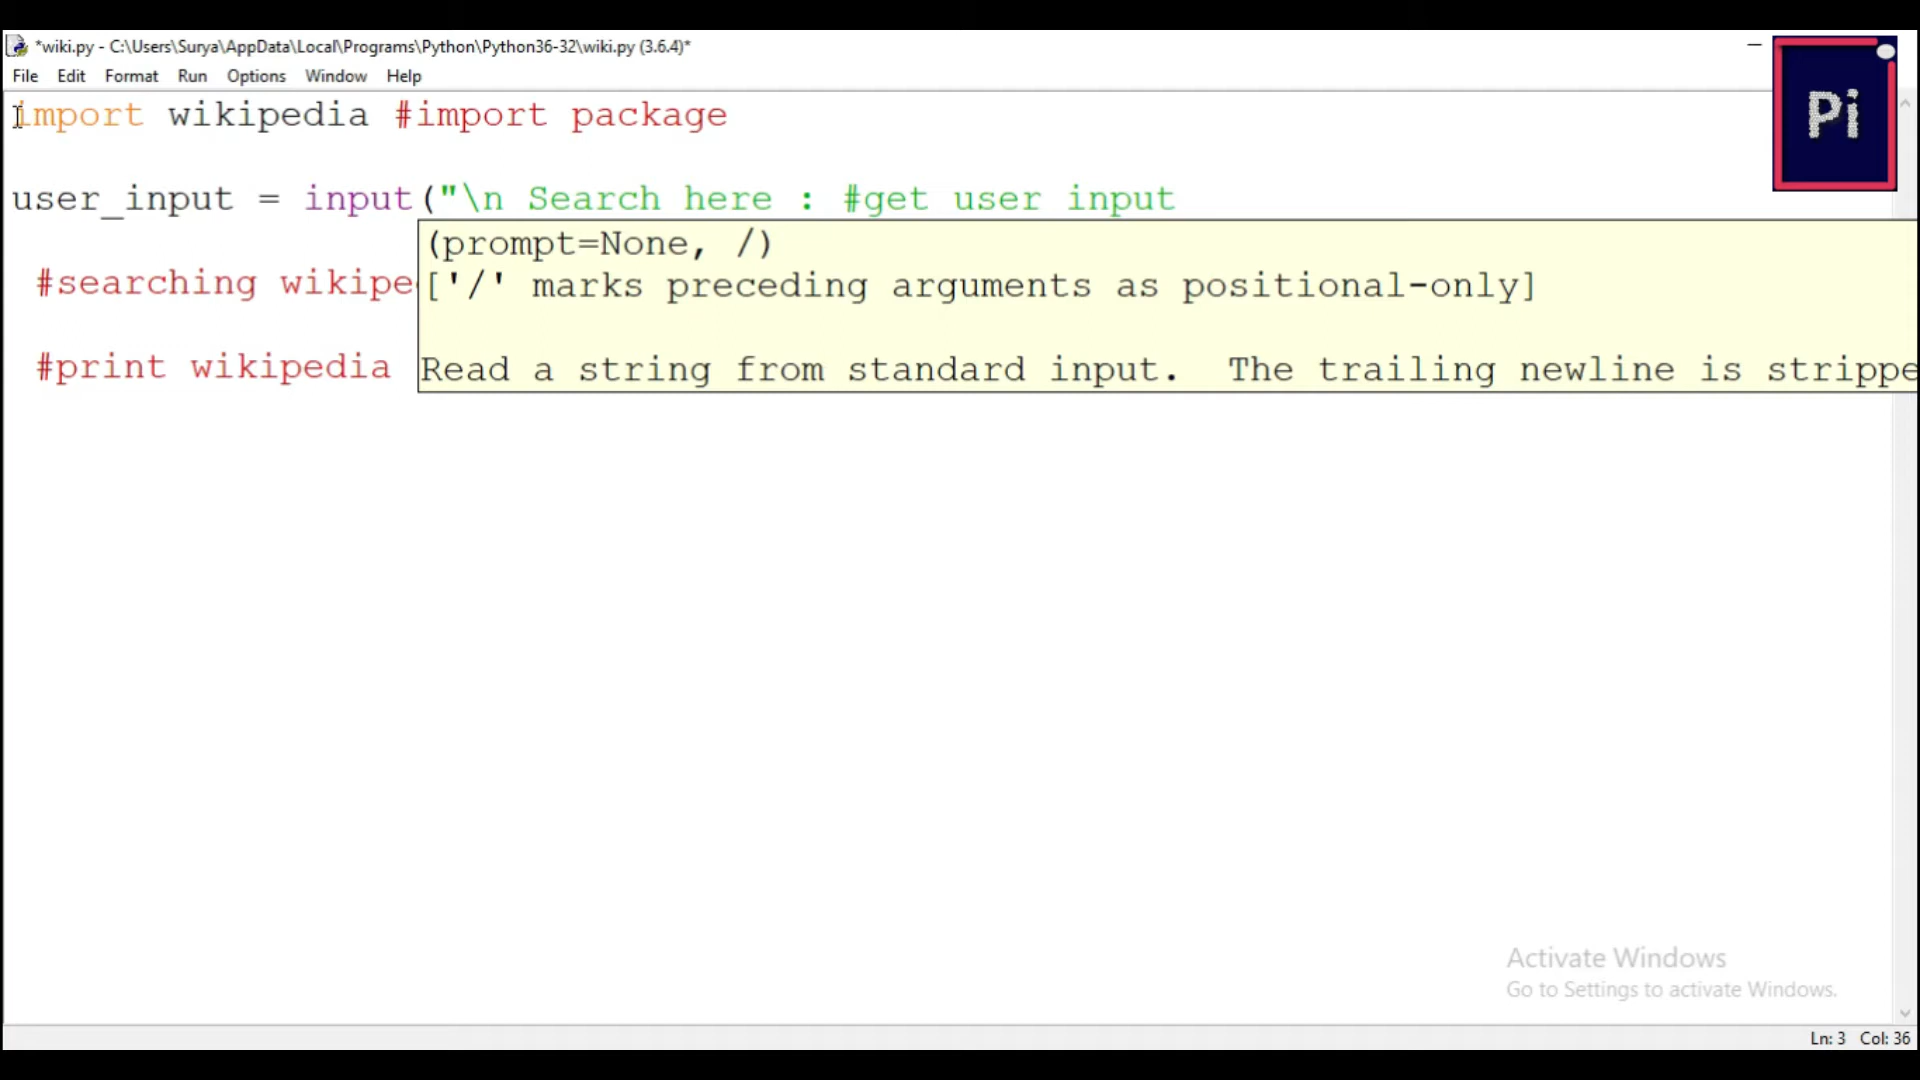 *wiki.py - C:\Users\Surya\AppData\Local\Programs\Python\Python36-32\wiki.py (3.6.4)*
File Edit Format Run Options Window Help
import wikipedia #import package
user_input = input("\n Search here : #get user input
(prompt=None, /)
#searching wikipe
['/' marks preceding arguments as positional-only]
#print wikipedia
Read a string from standard input. The trailing newline is strippe
Pi
Activate Windows
Go to Settings to activate Windows.
Ln: 3 Col: 36